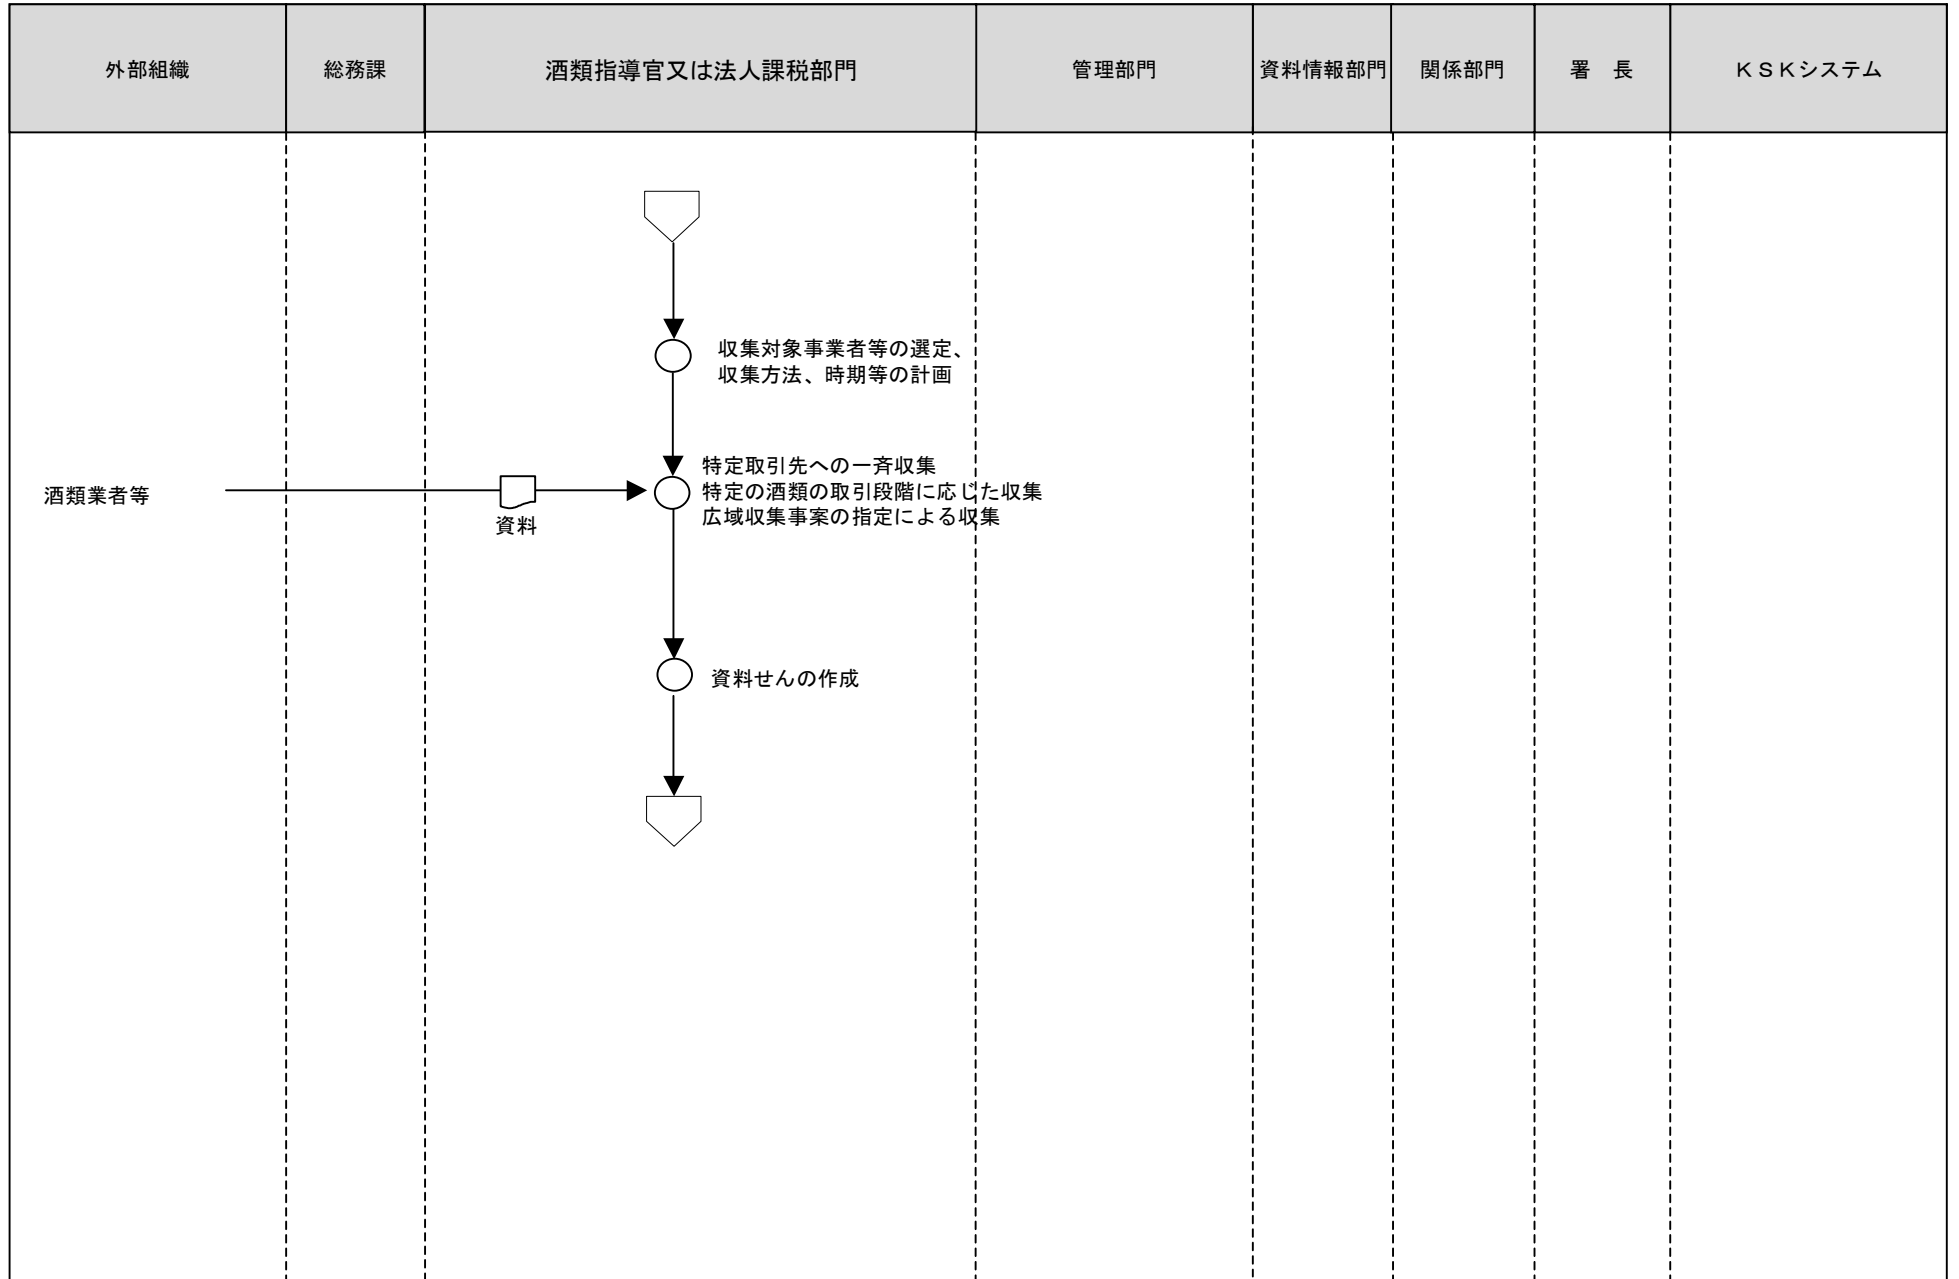 外部組織
総務課
酒類指導官又は法人課税部門
管理部門
資料情報部門
関係部門
署　長
ＫＳＫシステム
収集対象事業者等の選定、
収集方法、時期等の計画
特定取引先への一斉収集
特定の酒類の取引段階に応じた収集
広域収集事案の指定による収集
酒類業者等
資料
資料せんの作成